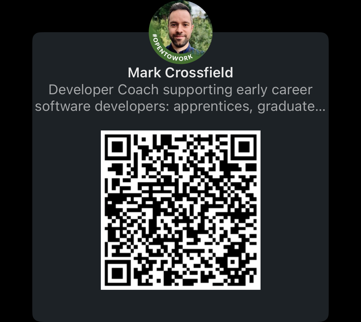 #OPENTOWORK
Mark Crossfield
Developer Coach supporting early career
software developers: apprentices, graduate...